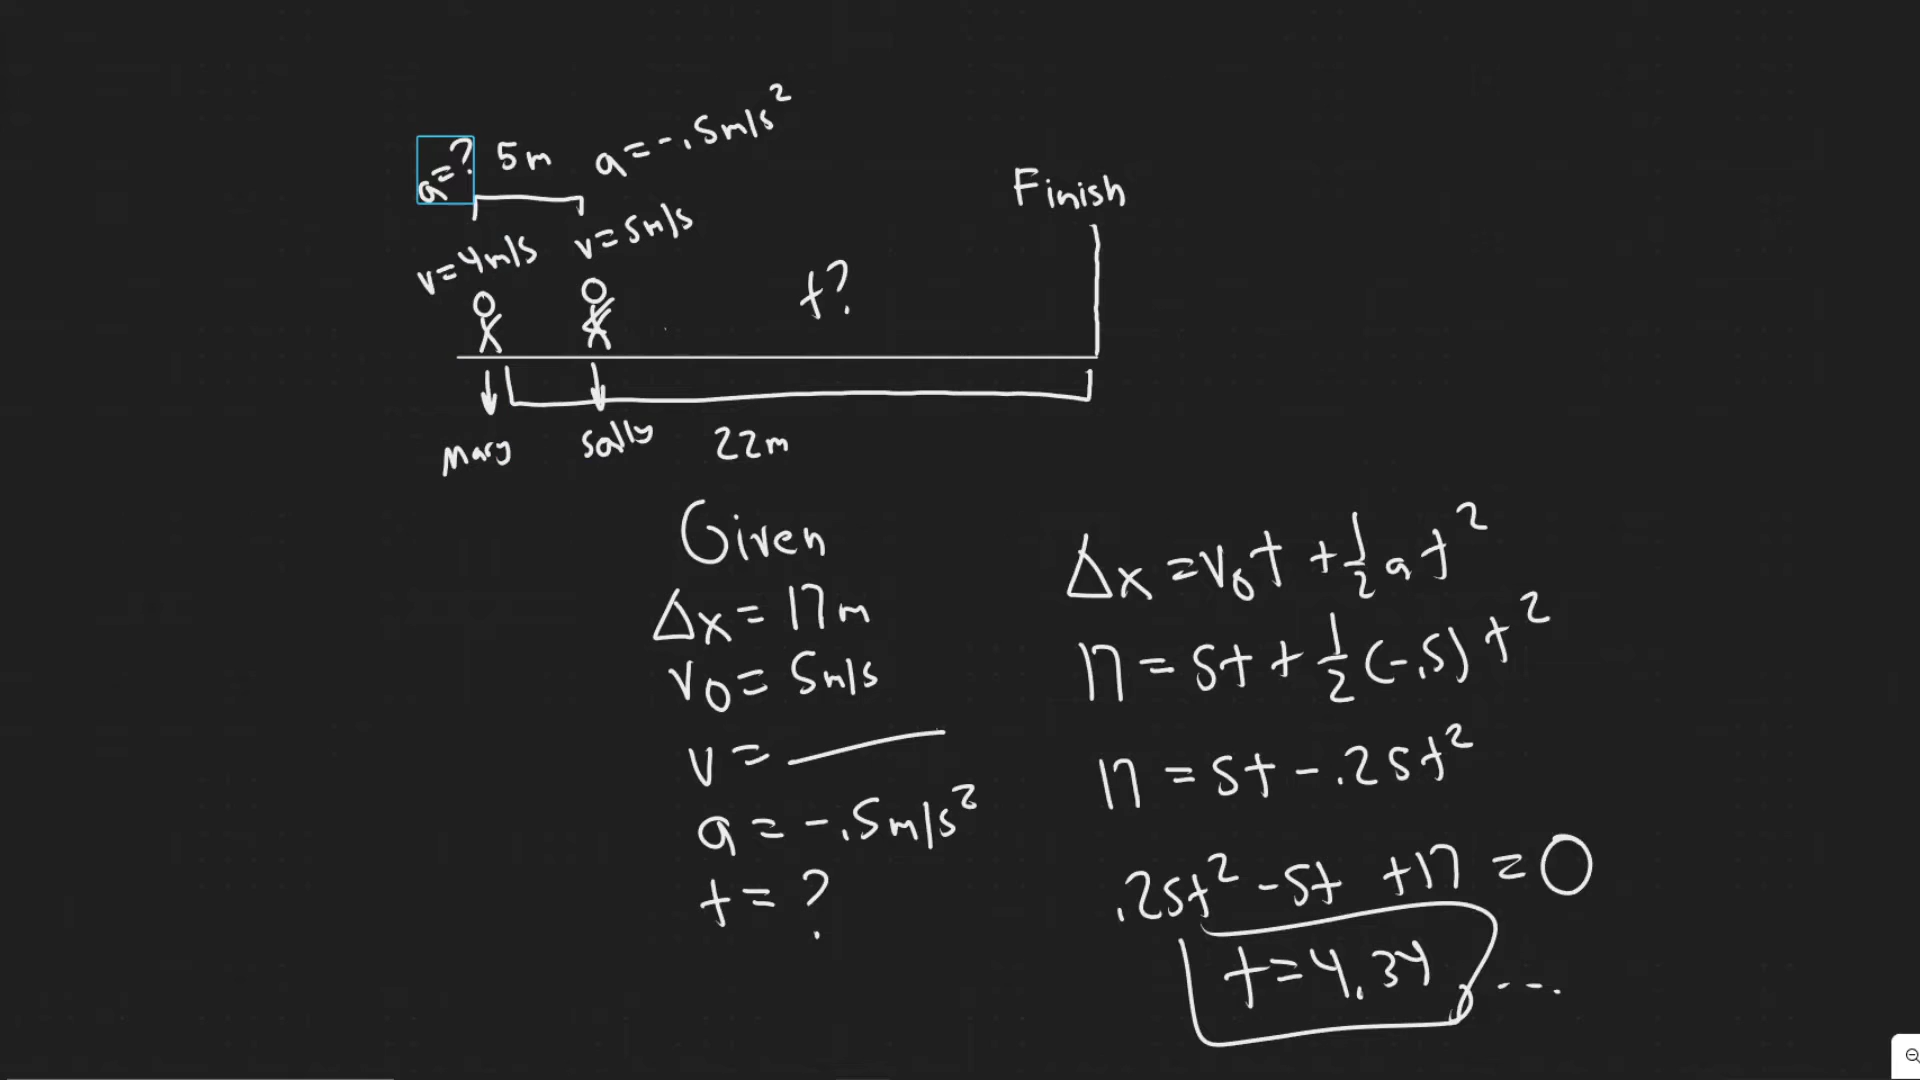 a=? 5m a=-.5m/s²
Finish
v=4m/s v=5m/s
t?
Mary Sally 22m
Given
Δx = 17m
v₀ = 5m/s
v =
a = -.5m/s²
t = ?
Δx = v₀t + ½at²
17 = 5t + ½(-.5)t²
17 = 5t - .25t²
.25t² - 5t + 17 = 0
t=4.34 ...